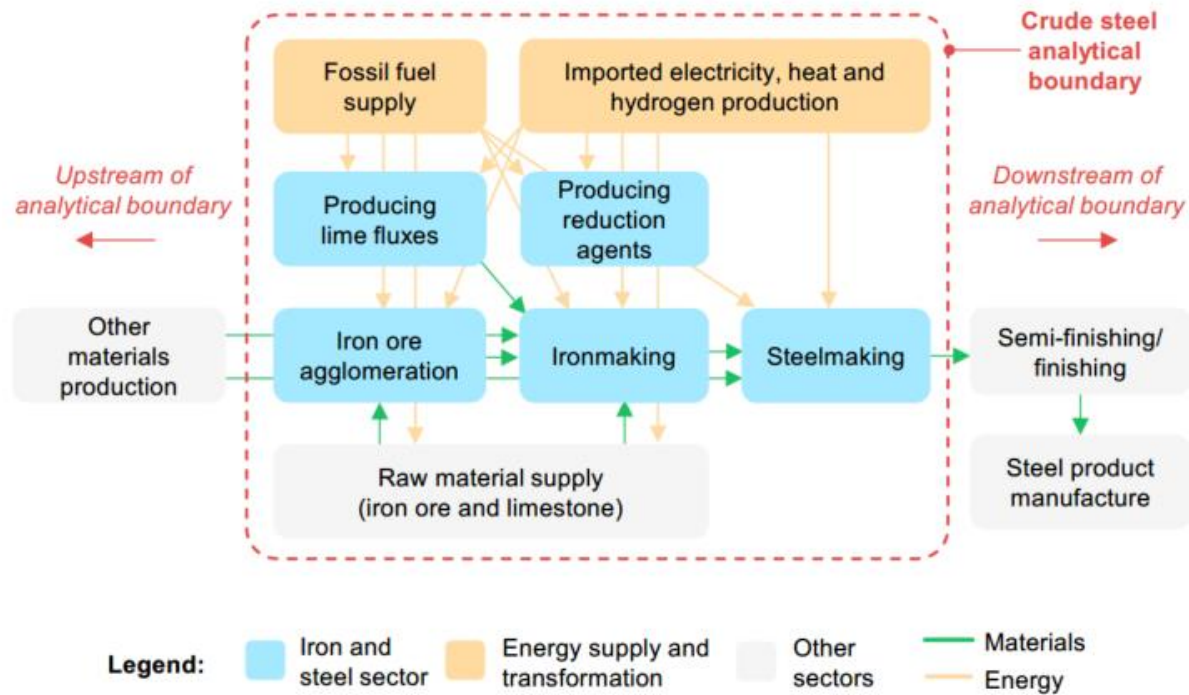 Crude steel
analytical
boundary
Fossil fuel
supply
Imported electricity, heat and
hydrogen production
Upstream of
analytical boundary
Producing
lime fluxes
Producing
reduction
agents
Downstream of
analytical boundary
Other
materials
production
Iron ore
agglomeration
Ironmaking
Steelmaking
Semi-finishing/
finishing
Raw material supply
(iron ore and limestone)
Steel product
manufacture
Legend:
Iron and
steel sector
Energy supply and
transformation
Other
sectors
Materials
Energy